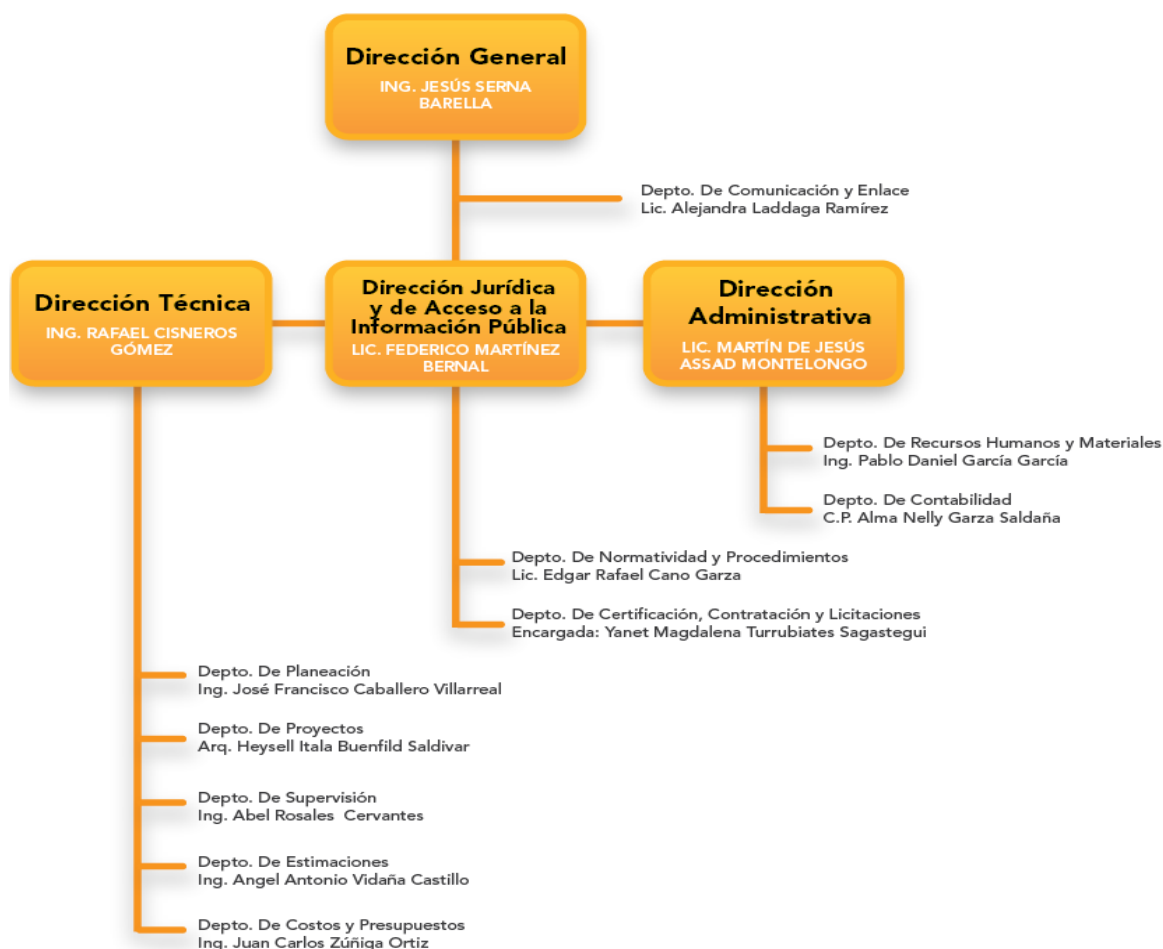 Dirección General
ING. JESÚS SERNA
BARELLA
Depto. De Comunicación y Enlace
Lic. Alejandra Laddaga Ramírez
Dirección Técnica
ING. RAFAEL CISNEROS
GÓMEZ
Dirección Jurídica
y de Acceso a la
Información Pública
LIC. FEDERICO MARTÍNEZ
BERNAL
Dirección
Administrativa
LIC. MARTÍN DE JESÚS
ASSAD MONTELONGO
Depto. De Recursos Humanos y Materiales
Ing. Pablo Daniel García García
Depto. De Contabilidad
C.P. Alma Nelly Garza Saldaña
Depto. De Normatividad y Procedimientos
Lic. Edgar Rafael Cano Garza
Depto. De Certificación, Contratación y Licitaciones
Encargada: Yanet Magdalena Turrubiates Sagastegui
Depto. De Planeación
Ing. José Francisco Caballero Villarreal
Depto. De Proyectos
Arq. Heysell Itala Buenfild Saldivar
Depto. De Supervisión
Ing. Abel Rosales  Cervantes
Depto. De Estimaciones
Ing. Angel Antonio Vidaña Castillo
Depto. De Costos y Presupuestos
Ing. Juan Carlos Zúñiga Ortiz